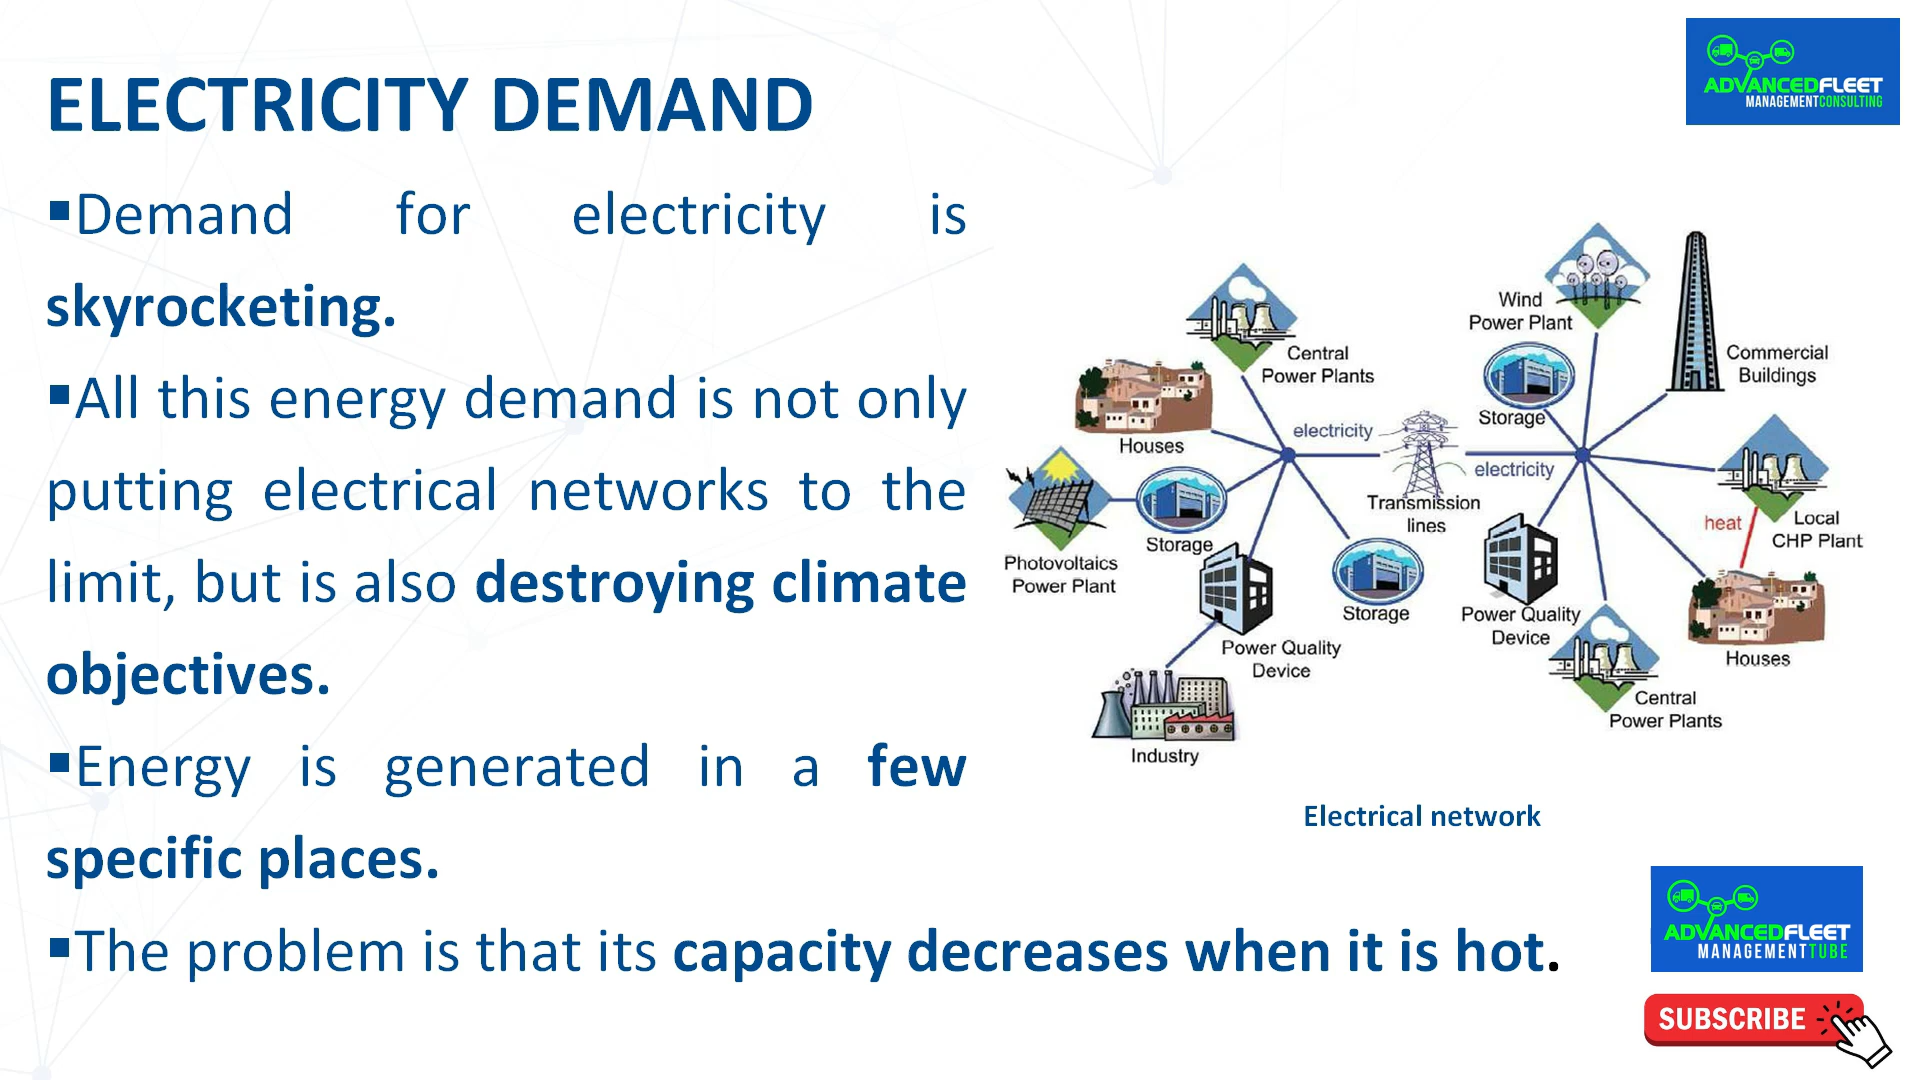 ELECTRICITY DEMAND
▪Demand for electricity is
skyrocketing.
▪All this energy demand is not only
putting electrical networks to the
limit, but is also destroying climate
objectives.
▪Energy is generated in a few
specific places.
▪The problem is that its capacity decreases when it is hot.
ADVANCEDFLEET
MANAGEMENTCONSULTING
Wind
Power Plant
Commercial
Buildings
Central
Power Plants
Storage
Houses
electricity
electricity
Transmission
lines
heat
Local
CHP Plant
Storage
Photovoltaics
Power Plant
Storage
Power Quality
Device
Power Quality
Device
Houses
Central
Power Plants
Industry
Electrical network
ADVANCEDFLEET
MANAGEMENTTUBE
SUBSCRIBE